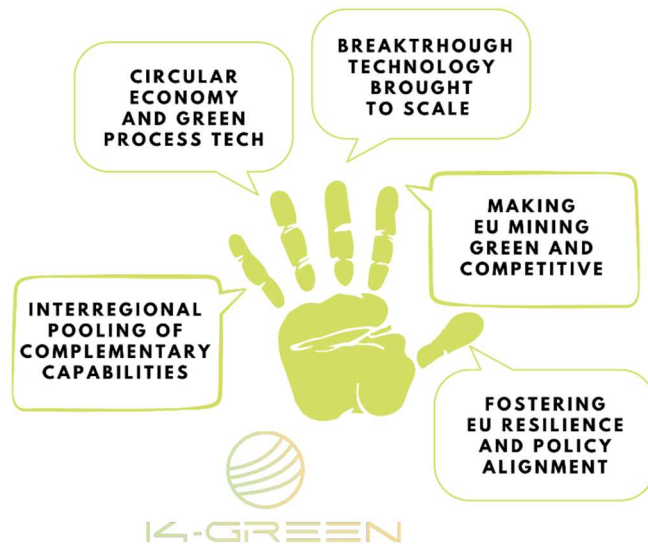 CIRCULAR
ECONOMY
AND GREEN
PROCESS TECH
BREAKTRHOUGH
TECHNOLOGY
BROUGHT
TO SCALE
MAKING
EU MINING
GREEN AND
COMPETITIVE
INTERREGIONAL
POOLING OF
COMPLEMENTARY
CAPABILITIES
FOSTERING
EU RESILIENCE
AND POLICY
ALIGNMENT
I4-GREEN